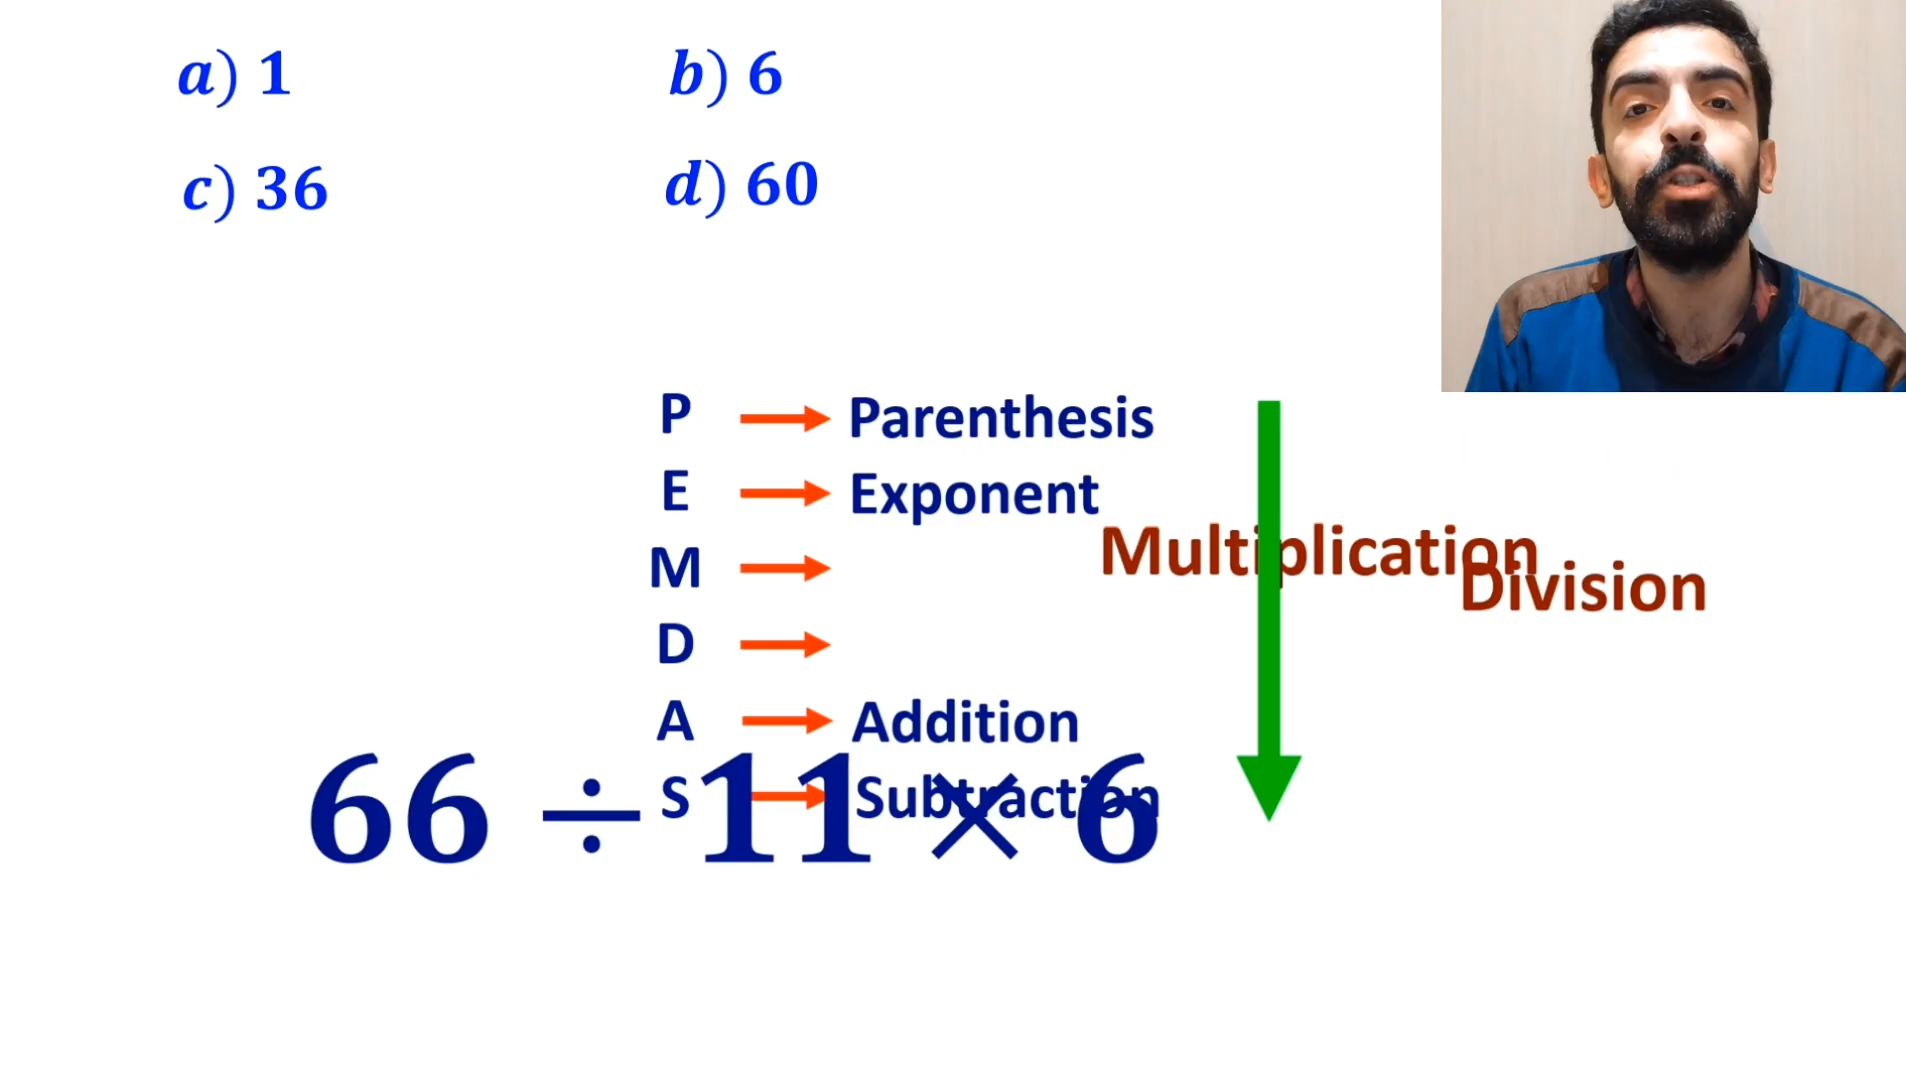 a) 1
b) 6
c) 36
d) 60
P → Parenthesis
E → Exponent
M →
Multiplication
Division
D →
A → Addition
S → Subtraction
66 ÷ 11 × 6